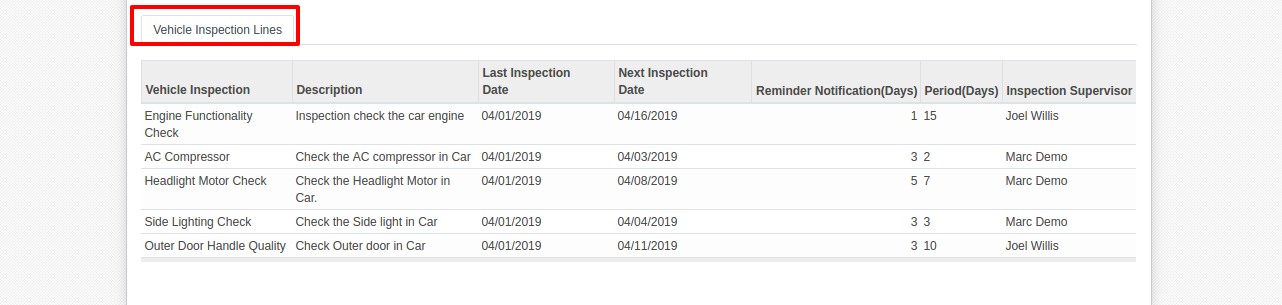 Vehicle Inspection Lines
Vehicle Inspection Description Last Inspection Date Next Inspection Date Reminder Notification(Days) Period(Days) Inspection Supervisor
Engine Functionality Check Inspection check the car engine 04/01/2019 04/16/2019 1 15 Joel Willis
AC Compressor Check the AC compressor in Car 04/01/2019 04/03/2019 3 2 Marc Demo
Headlight Motor Check Check the Headlight Motor in Car. 04/01/2019 04/08/2019 5 7 Marc Demo
Side Lighting Check Check the Side light in Car 04/01/2019 04/04/2019 3 3 Marc Demo
Outer Door Handle Quality Check Outer door in Car 04/01/2019 04/11/2019 3 10 Joel Willis